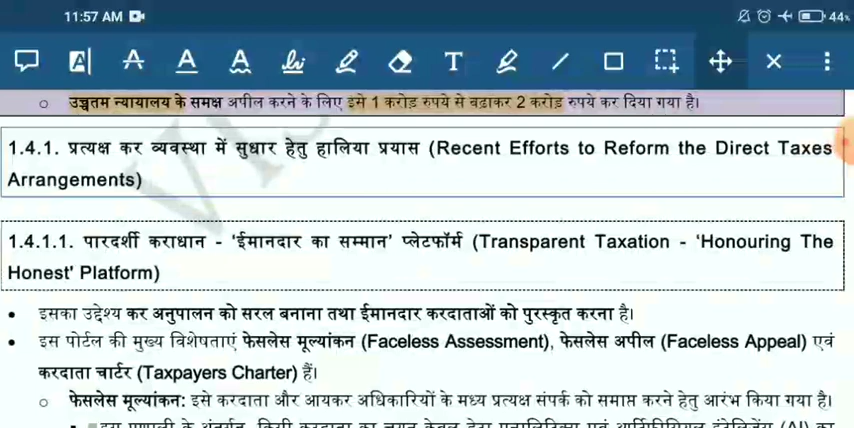 11:57 AM
44%
A
A
A
A
T
o उच्चतम न्यायालय के समक्ष अपील करने के लिए इसे 1 करोड़ रुपये से बढ़ाकर 2 करोड़ रुपये कर दिया गया है।
1.4.1. प्रत्यक्ष कर व्यवस्था में सुधार हेतु हालिया प्रयास (Recent Efforts to Reform the Direct Taxes
Arrangements)
1.4.1.1. पारदर्शी कराधान - 'ईमानदार का सम्मान' प्लेटफॉर्म (Transparent Taxation - 'Honouring The
Honest' Platform)
• इसका उद्देश्य कर अनुपालन को सरल बनाना तथा ईमानदार करदाताओं को पुरस्कृत करना है।
• इस पोर्टल की मुख्य विशेषताएं फेसलेस मूल्यांकन (Faceless Assessment), फेसलेस अपील (Faceless Appeal) एवं
करदाता चार्टर (Taxpayers Charter) हैं।
o फेसलेस मूल्यांकन: इसे करदाता और आयकर अधिकारियों के मध्य प्रत्यक्ष संपर्क को समाप्त करने हेतु आरंभ किया गया है।